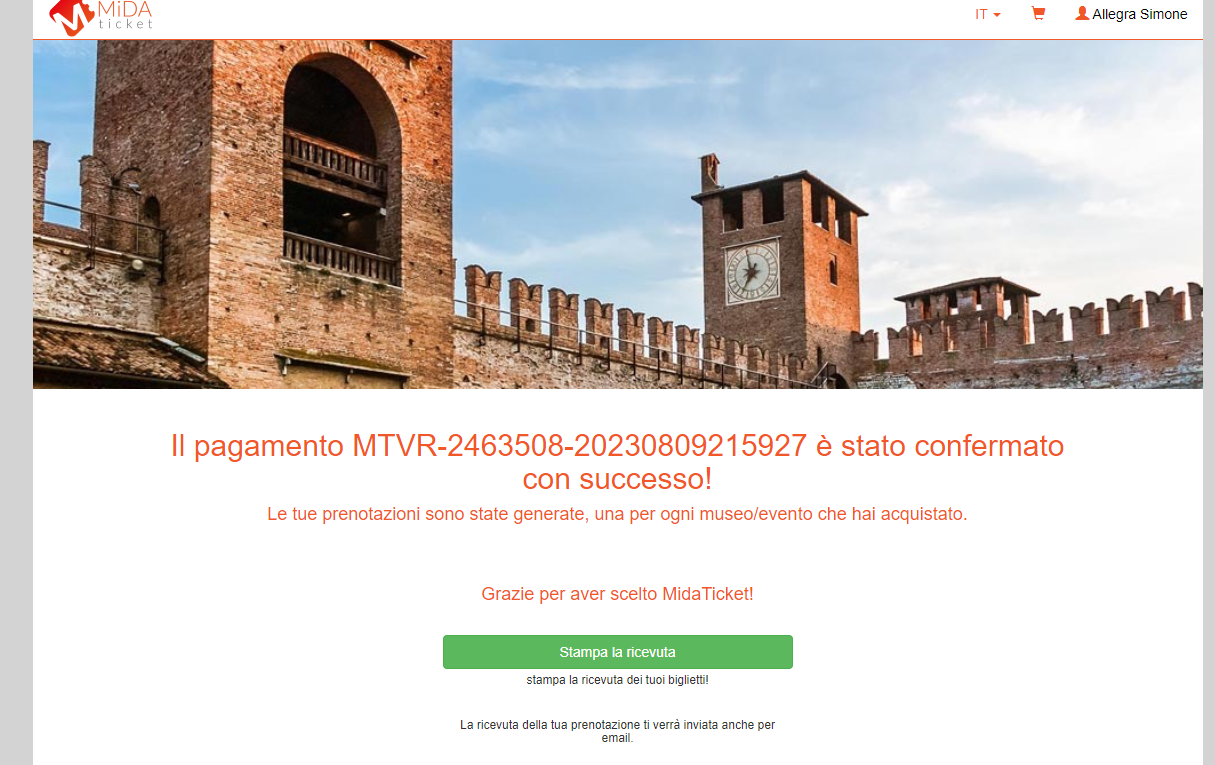 MiDA
ticket
IT
Allegra Simone
Il pagamento MTVR-2463508-20230809215927 è stato confermato
con successo!
Le tue prenotazioni sono state generate, una per ogni museo/evento che hai acquistato.
Grazie per aver scelto MidaTicket!
Stampa la ricevuta
stampa la ricevuta dei tuoi biglietti!
La ricevuta della tua prenotazione ti verrà inviata anche per
email.